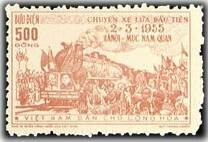 BƯU ĐIỆN
500
ĐỒNG
CHUYẾN XE LỬA ĐẦU TIÊN
2-3-1955
HÀNỘI - MỤC NAM QUAN
VIỆT NAM DÂN CHỦ CỘNG HÒA